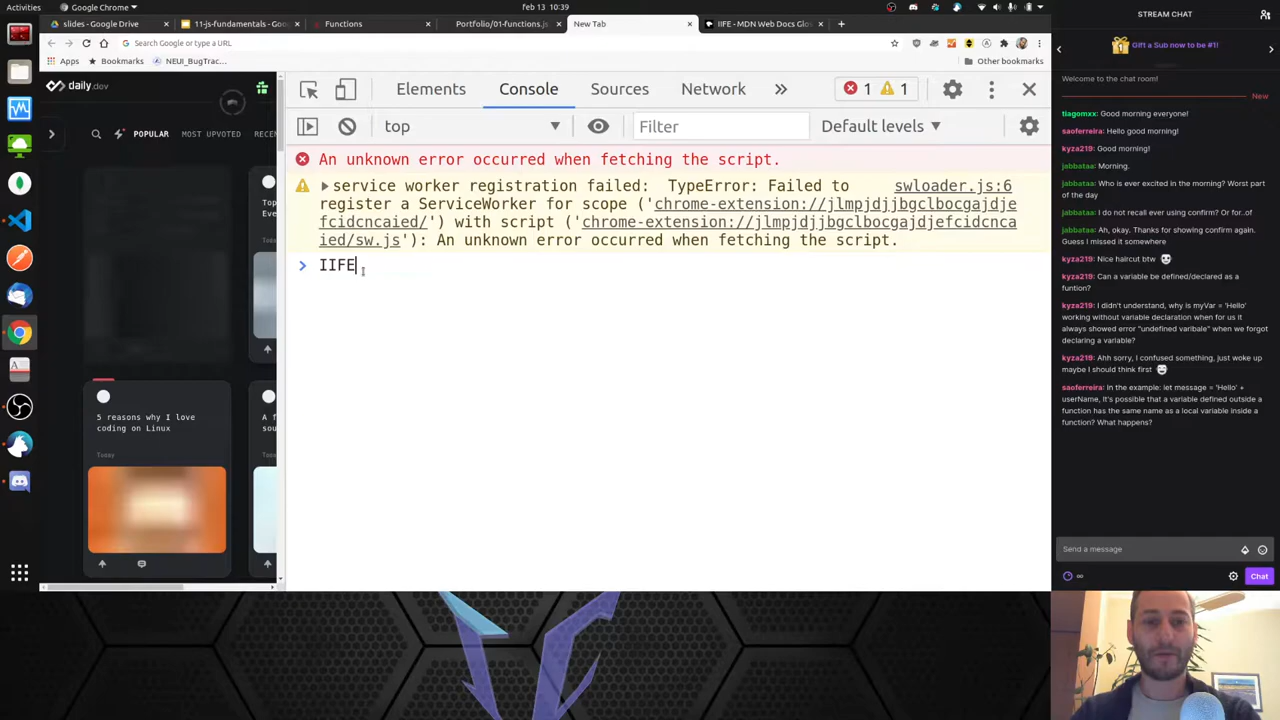 Activities
Google Chrome
Feb 13 10:39
slides - Google Drive
11-js-fundamentals - Goog
Functions
Portfolio/01-functions.js
New Tab
IIFE - MDN Web Docs Glo
Search Google or type a URL
Apps
Bookmarks
NEUI_BugTrac...
Other bookmarks
daily.dev
POPULAR
MOST UPVOTED
RECEN
5 reasons why I love
coding on Linux
Today
Today
Elements
Console
Sources
Network
1
1
top
Filter
Default levels
An unknown error occurred when fetching the script.
service worker registration failed: TypeError: Failed to
swloader.js:6
register a ServiceWorker for scope ('chrome-extension://jlmpjdjjbgclbocgajdje
fcidcncaied/') with script ('chrome-extension://jlmpjdjjbgclbocgajdjefcidcnca
ied/sw.js'): An unknown error occurred when fetching the script.
IIFE
STREAM CHAT
Gift a Sub now to be #1!
Welcome to the chat room!
New
tiagomxx: Good morning everyone!
saoferreira: Hello good morning!
kyza219: Good morning!
jabbataa: Morning.
jabbataa: Who is ever excited in the morning? Worst part
of the day
jabbataa: I do not recall ever using confirm? Or for..of
jabbataa: Ah, okay. Thanks for showing confirm again.
Guess I missed it somewhere
kyza219: Nice haircut btw
kyza219: Can a variable be defined/declared as a
funtion?
kyza219: I didn't understand, why is myVar = 'Hello'
working without variable declaration when for us it
always showed error "undefined varibale" when we forgot
declaring a variable?
kyza219: Ahh sorry, I confused something, just woke up
maybe I should think first
saoferreira: In the example: let message = 'Hello' +
userName, It's possible that a variable defined outside a
function has the same name as a local variable inside a
function? What happens?
Send a message
Chat